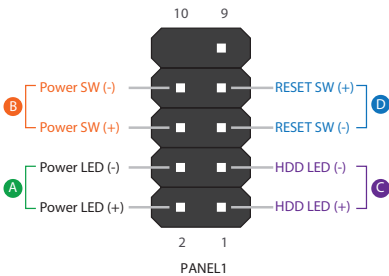 10 9
Power SW (-) RESET SW (+)
B D
Power SW (+) RESET SW (-)
Power LED (-) HDD LED (-)
A C
Power LED (+) HDD LED (+)
2 1
PANEL1